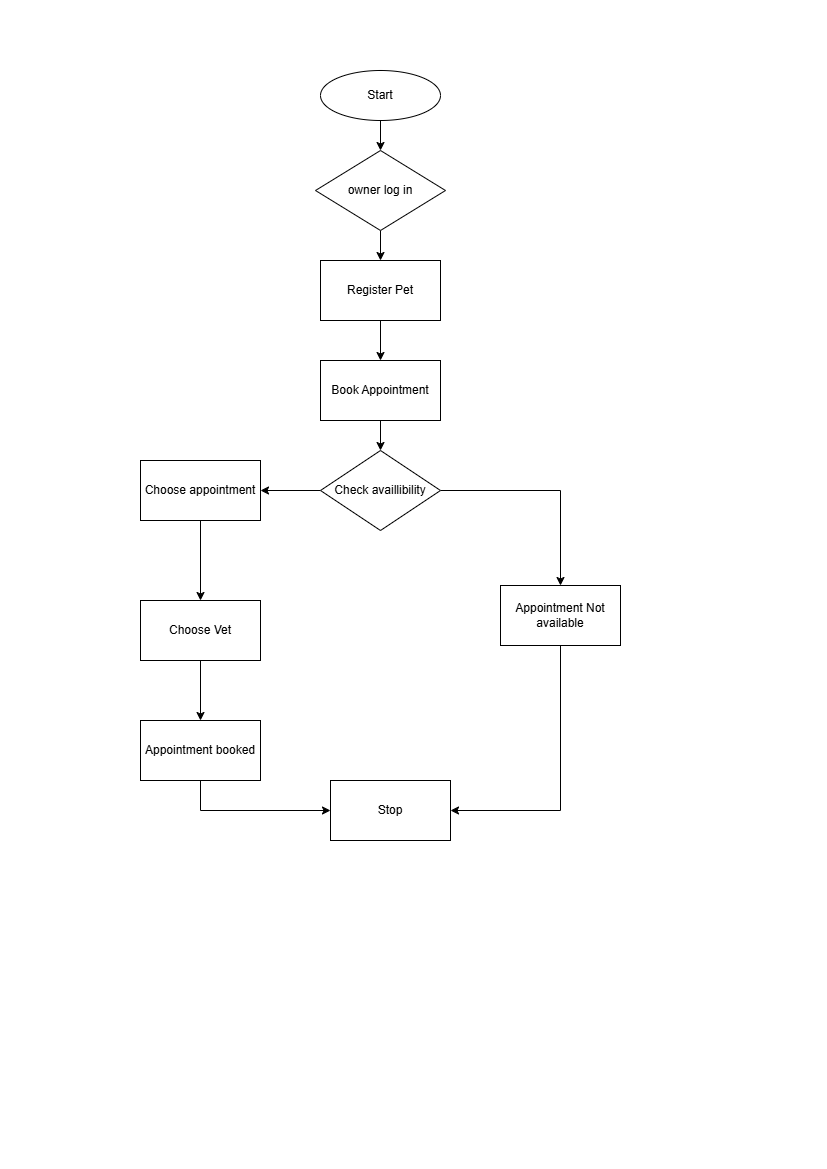 Start
owner log in
Register Pet
Book Appointment
Choose appointment
Check availlibility
Appointment Not
available
Choose Vet
Appointment booked
Stop